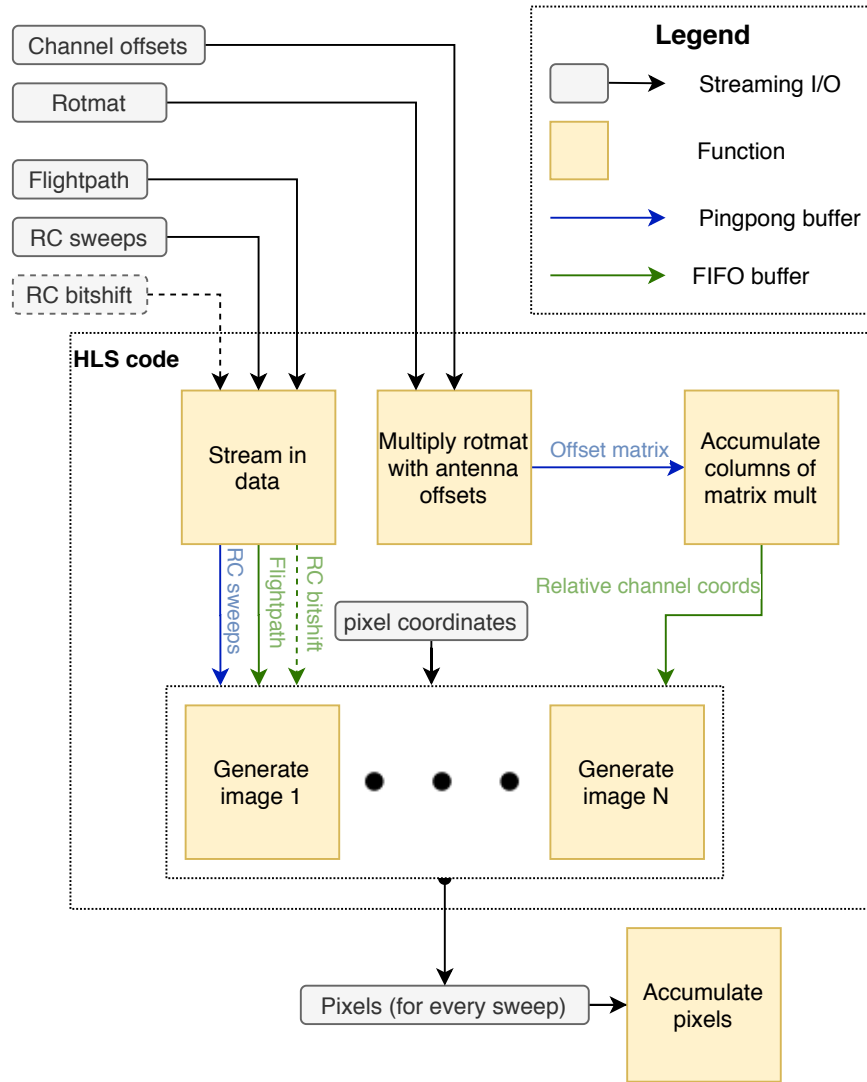 Channel offsets
Rotmat
Flightpath
RC sweeps
RC bitshift
Legend
Streaming I/O
Function
Pingpong buffer
FIFO buffer
HLS code
Stream in
data
Multiply rotmat
with antenna
offsets
Offset matrix
Accumulate
columns of
matrix mult
RC sweeps
Flightpath
RC bitshift
Relative channel coords
pixel coordinates
Generate
image 1
Generate
image N
Pixels (for every sweep)
Accumulate
pixels